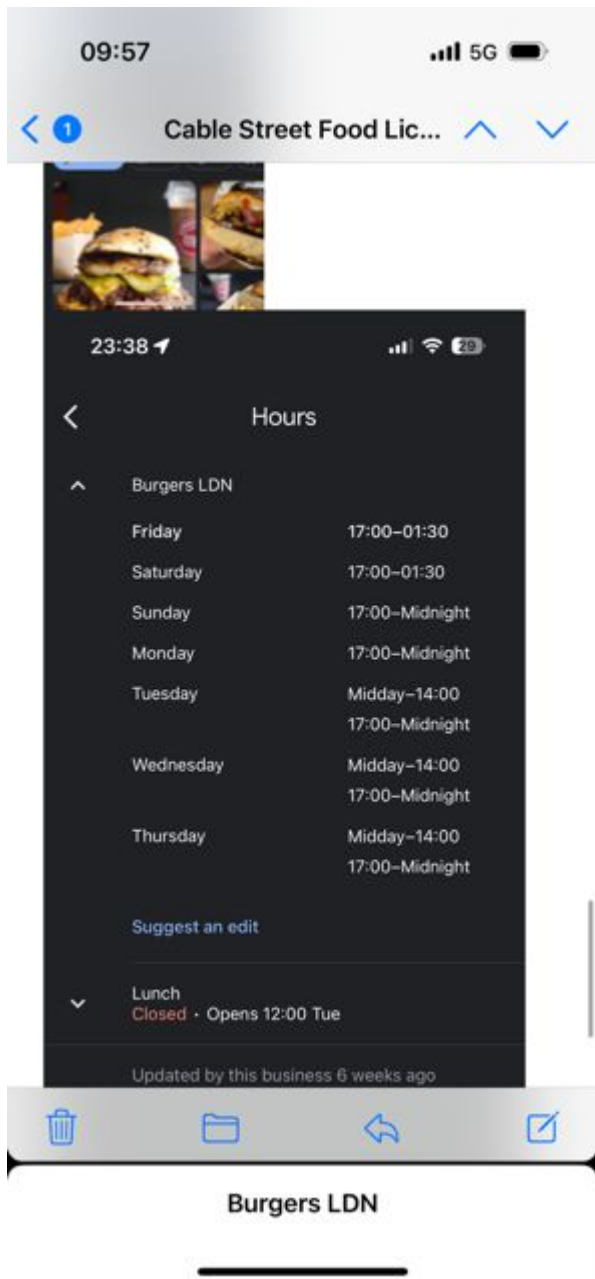 09:57
5G
1
Cable Street Food Lic...
23:38
29
Hours
Burgers LDN
Friday 17:00–01:30
Saturday 17:00–01:30
Sunday 17:00–Midnight
Monday 17:00–Midnight
Tuesday Midday–14:00
17:00–Midnight
Wednesday Midday–14:00
17:00–Midnight
Thursday Midday–14:00
17:00–Midnight
Suggest an edit
Lunch
Closed · Opens 12:00 Tue
Updated by this business 6 weeks ago
Burgers LDN